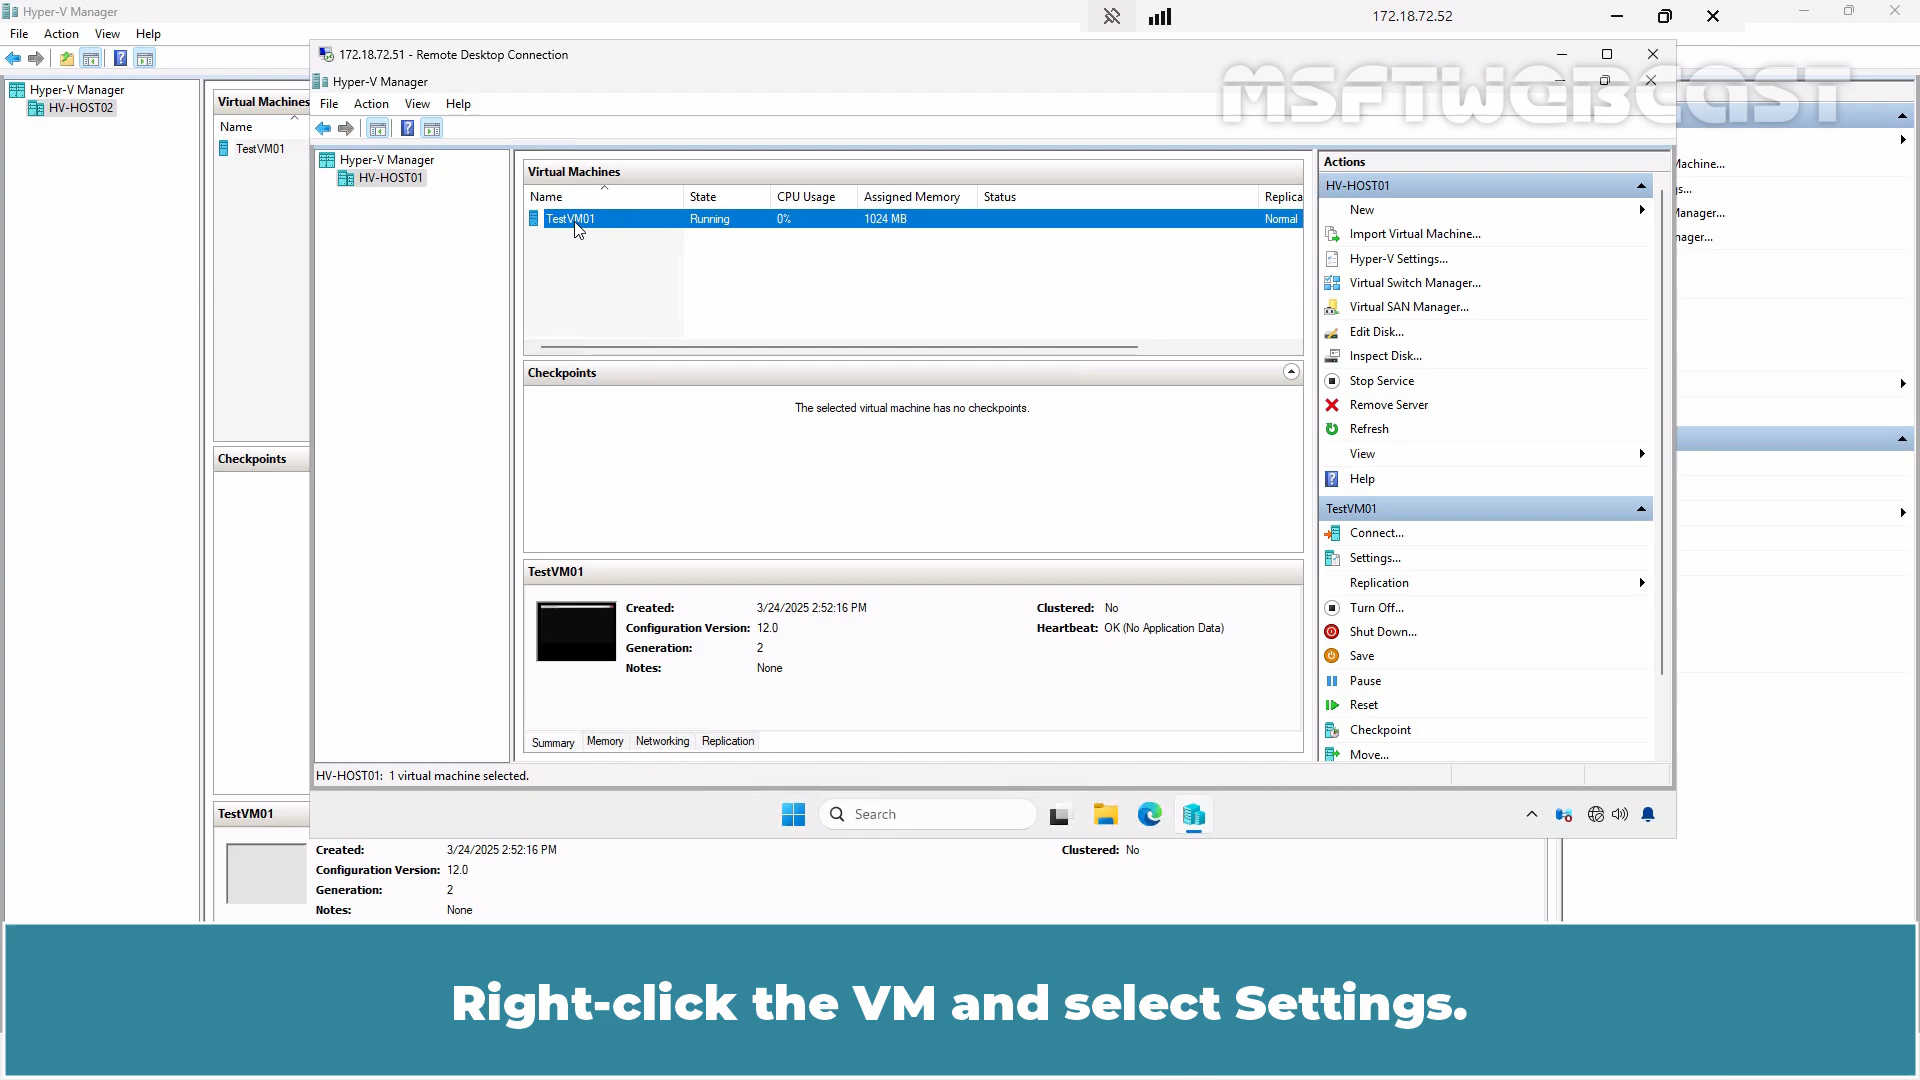 Hyper-V Manager
172.18.72.52
File Action View Help
172.18.72.51 - Remote Desktop Connection
Hyper-V Manager
MSFTWEBCAST
File Action View Help
Hyper-V Manager
HV-HOST02
Virtual Machines
Name
TestVM01
Checkpoints
Hyper-V Manager
HV-HOST01
Virtual Machines
Name State CPU Usage Assigned Memory Status Replica
TestVM01 Running 0% 1024 MB Normal
Checkpoints
The selected virtual machine has no checkpoints.
TestVM01
Created: 3/24/2025 2:52:16 PM Clustered: No
Configuration Version: 12.0 Heartbeat: OK (No Application Data)
Generation: 2
Notes: None
Summary Memory Networking Replication
Actions
HV-HOST01
New
Import Virtual Machine...
Hyper-V Settings...
Virtual Switch Manager...
Virtual SAN Manager...
Edit Disk...
Inspect Disk...
Stop Service
Remove Server
Refresh
View
Help
TestVM01
Connect...
Settings...
Replication
Turn Off...
Shut Down...
Save
Pause
Reset
Checkpoint
Move...
Machine...
s...
Manager...
nager...
HV-HOST01: 1 virtual machine selected.
Search
TestVM01
Created: 3/24/2025 2:52:16 PM Clustered: No
Configuration Version: 12.0
Generation: 2
Notes: None
Right-click the VM and select Settings.